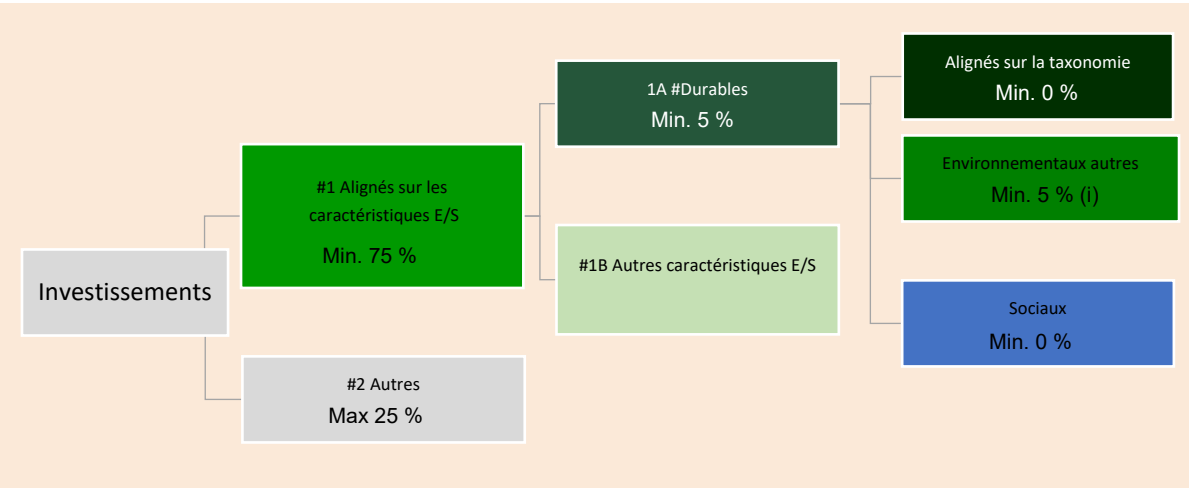 Investissements
#1 Alignés sur les
caractéristiques E/S
Min. 75 %
#2 Autres
Max 25 %
1A #Durables
Min. 5 %
#1B Autres caractéristiques E/S
Alignés sur la taxonomie
Min. 0 %
Environnementaux autres
Min. 5 % (i)
Sociaux
Min. 0 %